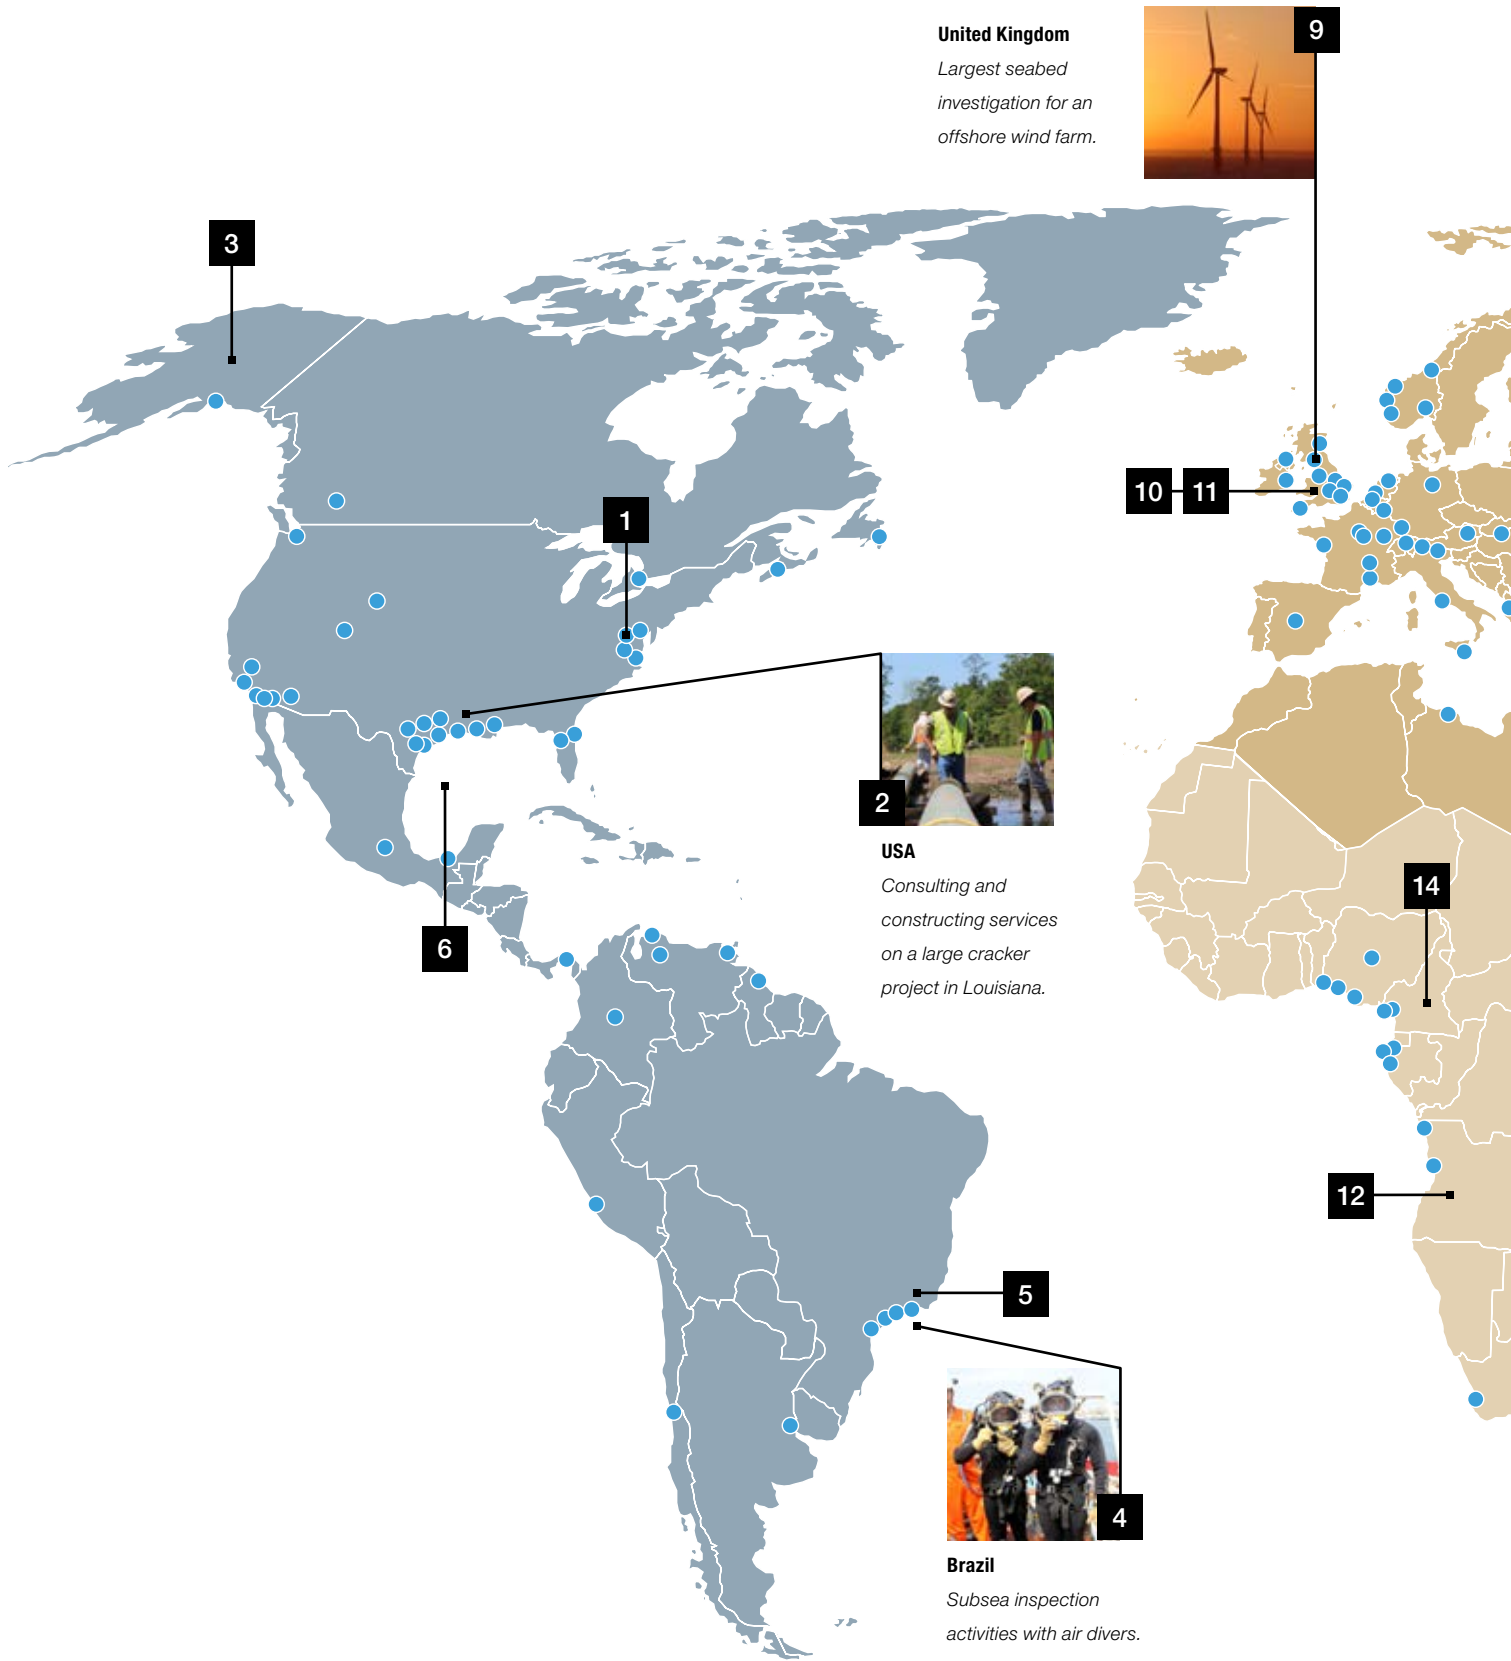 United Kingdom
Largest seabed
investigation for an
offshore wind farm.
9
3
10
11
1
2
USA
Consulting and
constructing services
on a large cracker
project in Louisiana.
14
6
12
5
4
Brazil
Subsea inspection
activities with air divers.